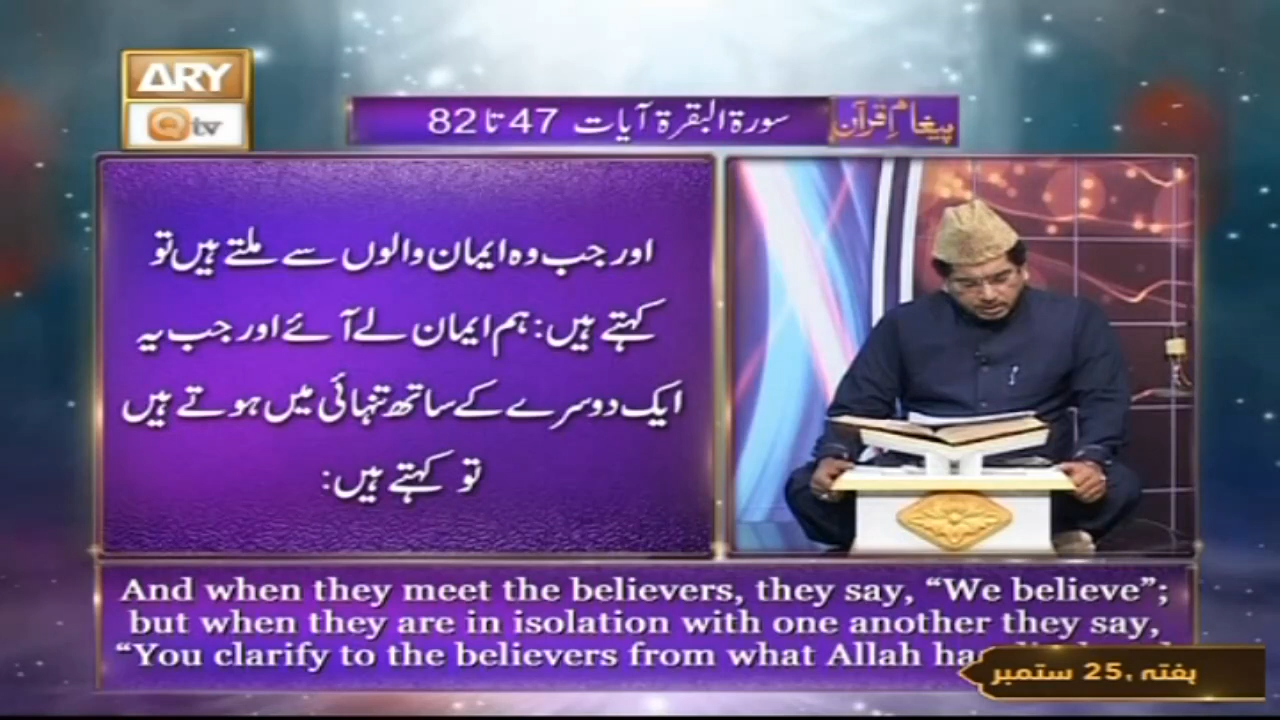 ARY
Qtv
پیغامِ قرآن
سورۃ البقرۃ آیات 47 تا 82
اور جب وہ ایمان والوں سے ملتے ہیں تو
کہتے ہیں: ہم ایمان لے آئے اور جب یہ
ایک دوسرے کے ساتھ تنہائی میں ہوتے ہیں
تو کہتے ہیں:
And when they meet the believers, they say, “We believe”;
but when they are in isolation with one another they say,
“You clarify to the believers from what Allah
ہفتہ ,25 ستمبر